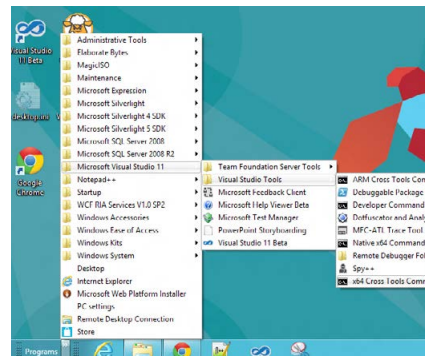 Visual Studio
11 Beta
desktop.ini
Google
Chrome
Administrative Tools
Elaborate Bytes
MagicISO
Maintenance
Microsoft Expression
Microsoft Silverlight
Microsoft Silverlight 4 SDK
Microsoft Silverlight 5 SDK
Microsoft SQL Server 2008
Microsoft SQL Server 2008 R2
Microsoft Visual Studio 11
Notepad++
Startup
WCF RIA Services V1.0 SP2
Windows Accessories
Windows Ease of Access
Windows Kits
Windows System
Desktop
Internet Explorer
Microsoft Web Platform Installer
PC settings
Remote Desktop Connection
Store
Team Foundation Server Tools
Visual Studio Tools
Microsoft Feedback Client
Microsoft Help Viewer Beta
Microsoft Test Manager
PowerPoint Storyboarding
Visual Studio 11 Beta
ARM Cross Tools Com
Debuggable Package
Developer Command
Dotfuscator and Analy
MFC-ATL Trace Tool
Native x64 Command
Remote Debugger Fol
Spy++
x64 Cross Tools Comm
Programs